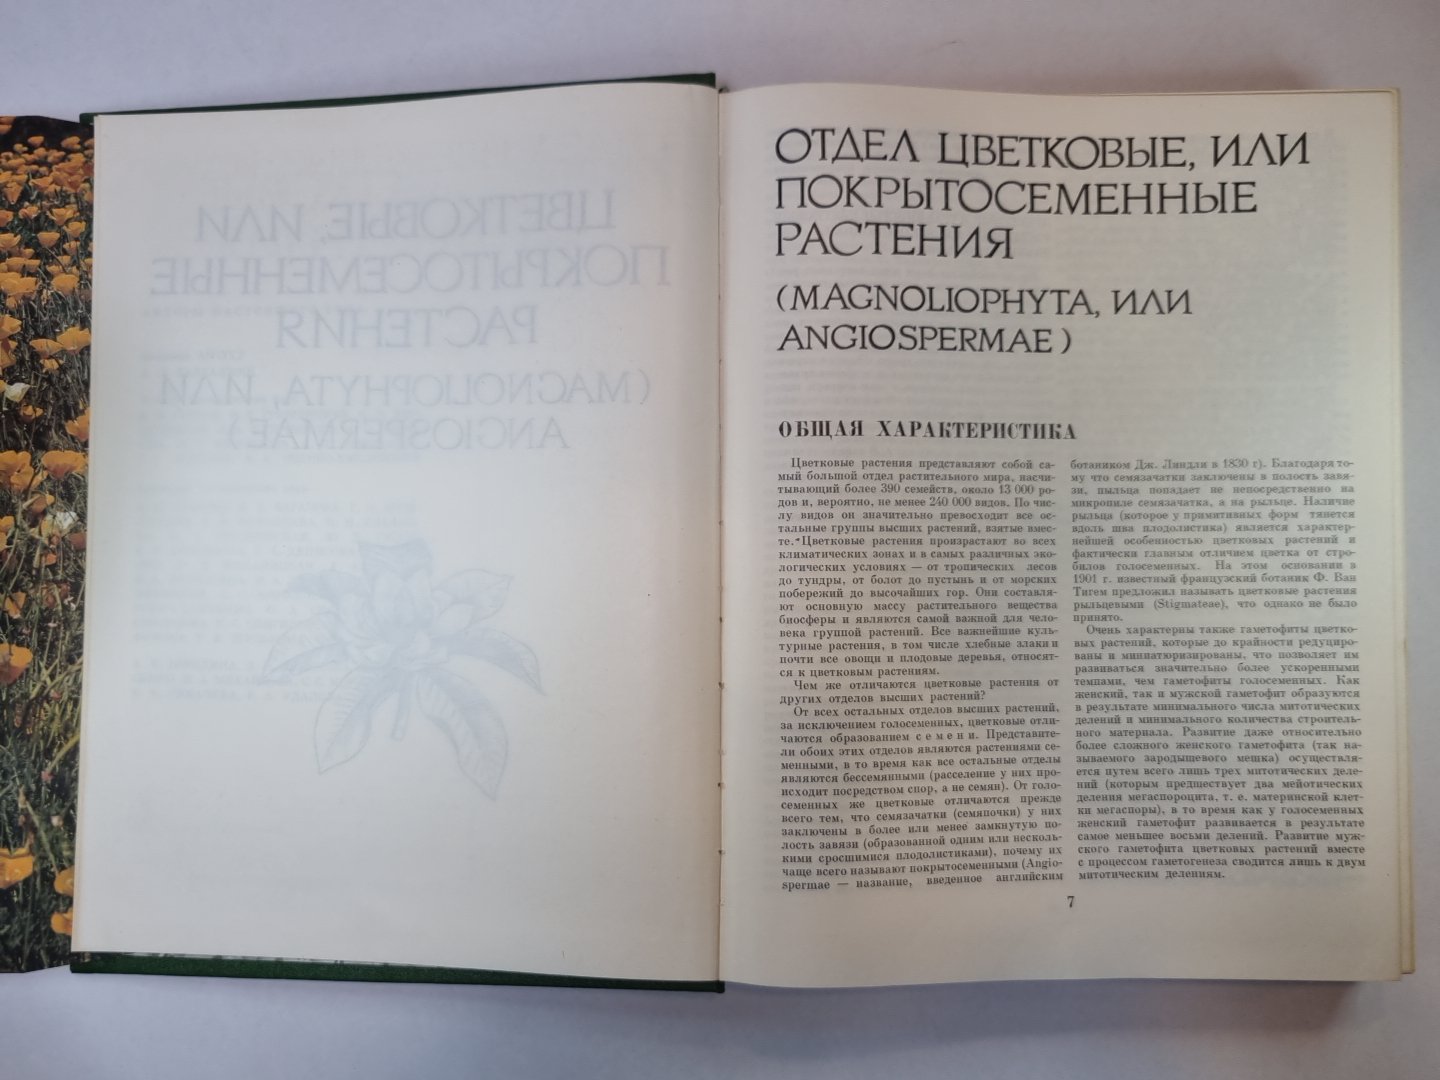 ЦВЕТКОВЫЕ, ИЛИ
ПОКРЫТОСЕМЕННЫЕ
РАСТЕНИЯ
(MAGNOLIOPHYTA, ИЛИ
ANGIOSPERMAE)
ОТДЕЛ ЦВЕТКОВЫЕ, ИЛИ
ПОКРЫТОСЕМЕННЫЕ
РАСТЕНИЯ
(MAGNOLIOPHYTA, ИЛИ
ANGIOSPERMAE)
ОБЩАЯ ХАРАКТЕРИСТИКА
Цветковые растения представляют собой са-
мый большой отдел растительного мира, насчи-
тывающий более 390 семейств, около 13 000 ро-
дов и, вероятно, не менее 240 000 видов. По чис-
лу видов он значительно превосходит все ос-
тальные группы высших растений, взятые вмес-
те. Цветковые растения произрастают во всех
климатических зонах и в самых различных эко-
логических условиях — от тропических лесов
до тундры, от болот до пустынь и от морских
побережий до высочайших гор. Они составля-
ют основную массу растительного вещества
биосферы и являются самой важной для чело-
века группой растений. Все важнейшие куль-
турные растения, в том числе хлебные злаки и
почти все овощи и плодовые деревья, относят-
ся к цветковым растениям.
Чем же отличаются цветковые растения от
других отделов высших растений?
От всех остальных отделов высших растений,
за исключением голосеменных, цветковые отли-
чаются образованием семени. Представите-
ли обоих этих отделов являются растениями се-
менными, в то время как все остальные отделы
являются бессемянными (расселение у них про-
исходит посредством спор, а не семян). От голо-
семенных же цветковые отличаются прежде
всего тем, что семязачатки (семяпочки) у них
заключены в более или менее замкнутую по-
лость завязи (образованной одним или несколь-
кими сросшимися плодолистиками), почему их
чаще всего называют покрытосеменными (Angio-
spermae — название, введенное английским
ботаником Дж. Линдли в 1830 г). Благодаря то-
му что семязачатки заключены в полость завя-
зи, пыльца попадает не непосредственно на
микропиле семязачатка, а на рыльце. Наличие
рыльца (которое у примитивных форм тянется
вдоль шва плодолистика) является характер-
нейшей особенностью цветковых растений и
фактически главным отличием цветка от стро-
билов голосеменных. На этом основании в
1901 г. известный французский ботаник Ф. Ван
Тигем предложил называть цветковые растения
рыльцевыми (Stigmateae), что однако не было
принято.
Очень характерны также гаметофиты цветко-
вых растений, которые до крайности редуциро-
ваны и миниатюризированы, что позволяет им
развиваться значительно более ускоренными
темпами, чем гаметофиты голосеменных. Как
женский, так и мужской гаметофит образуются
в результате минимального числа митотических
делений и минимального количества строитель-
ного материала. Развитие даже относительно
более сложного женского гаметофита (так на-
зываемого зародышевого мешка) осуществля-
ется путем всего лишь трех митотических деле-
ний (которым предшествует два мейотических
деления мегаспороцита, т. е. материнской клет-
ки мегаспоры), в то время как у голосеменных
женский гаметофит развивается в результате
самое меньшее восьми делений. Развитие муж-
ского гаметофита цветковых растений вместе
с процессом гаметогенеза сводится лишь к двум
митотическим делениям.
7